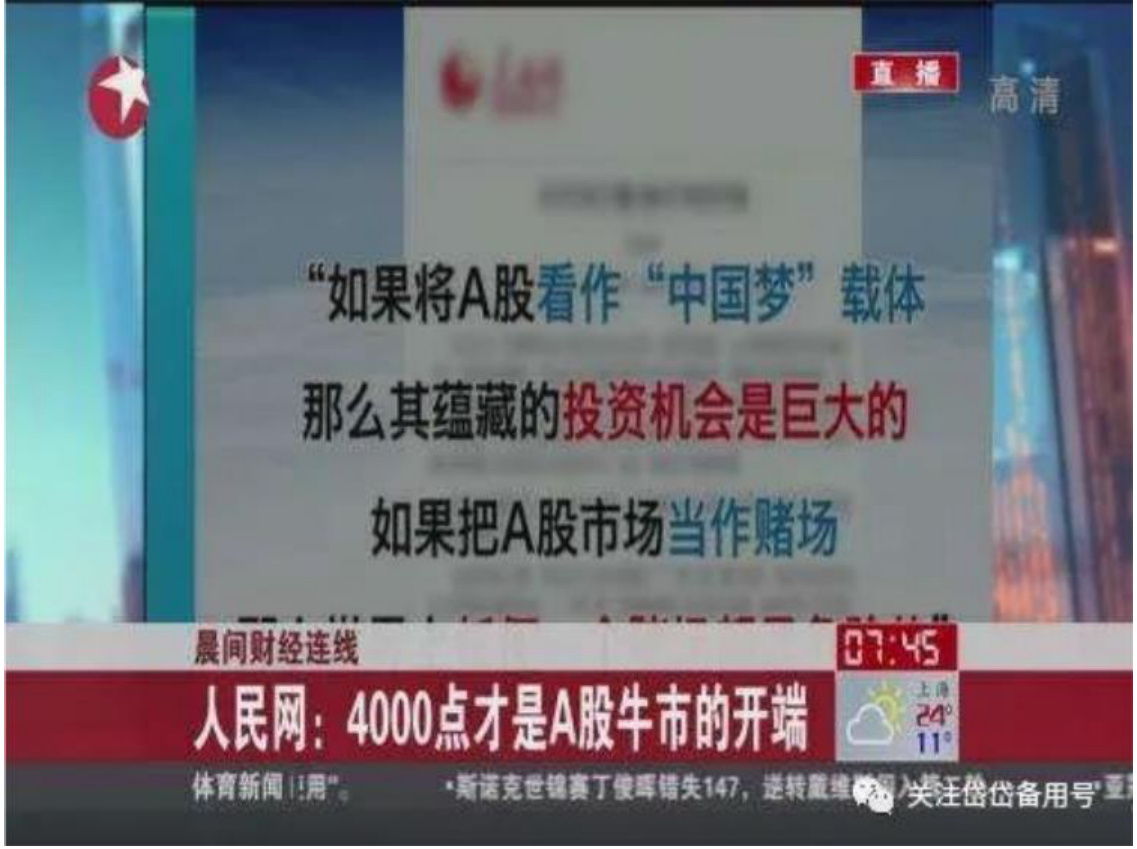 直播
高清
“如果将A股看作“中国梦”载体
那么其蕴藏的投资机会是巨大的
如果把A股市场当作赌场
晨间财经连线
07:45
人民网：4000点才是A股牛市的开端
上海
24°
11°
体育新闻 用”。 •斯诺克世锦赛丁俊晖错失147，逆转戴维
关注岱岱备用号